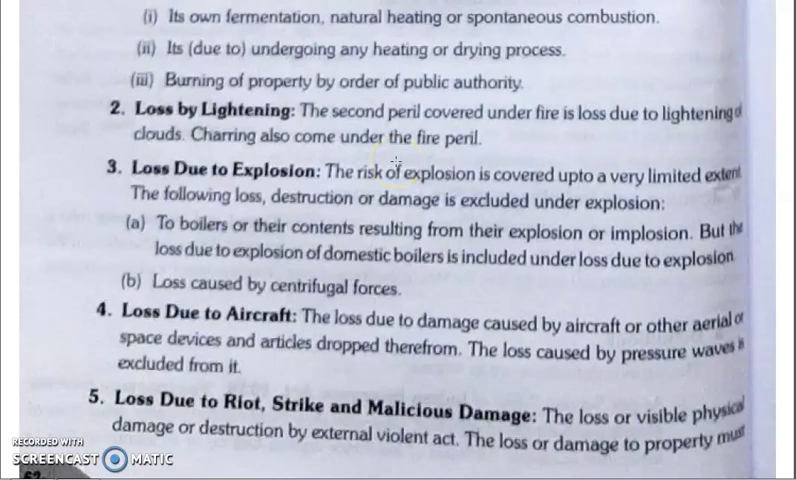 (i) Its own fermentation, natural heating or spontaneous combustion.
(ii) Its (due to) undergoing any heating or drying process.
(iii) Burning of property by order of public authority.
2. Loss by Lightening: The second peril covered under fire is loss due to lightening of
clouds. Charring also come under the fire peril.
3. Loss Due to Explosion: The risk of explosion is covered upto a very limited extent
The following loss, destruction or damage is excluded under explosion:
(a) To boilers or their contents resulting from their explosion or implosion. But the
loss due to explosion of domestic boilers is included under loss due to explosion
(b) Loss caused by centrifugal forces.
4. Loss Due to Aircraft: The loss due to damage caused by aircraft or other aerial or
space devices and articles dropped therefrom. The loss caused by pressure waves is
excluded from it.
5. Loss Due to Riot, Strike and Malicious Damage: The loss or visible physical
damage or destruction by external violent act. The loss or damage to property must
RECORDED WITH
SCREENCAST MATIC